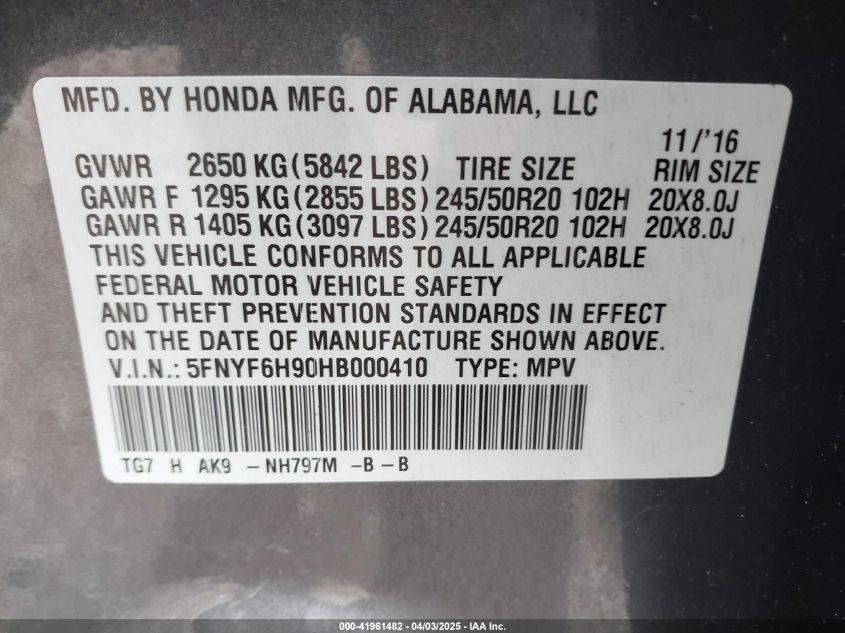 MFD. BY HONDA MFG. OF ALABAMA, LLC
11/'16
GVWR 2650 KG (5842 LBS) TIRE SIZE RIM SIZE
GAWR F 1295 KG (2855 LBS) 245/50R20 102H 20X8.0J
GAWR R 1405 KG (3097 LBS) 245/50R20 102H 20X8.0J
THIS VEHICLE CONFORMS TO ALL APPLICABLE
FEDERAL MOTOR VEHICLE SAFETY
AND THEFT PREVENTION STANDARDS IN EFFECT
ON THE DATE OF MANUFACTURE SHOWN ABOVE.
V.I.N.: 5FNYF6H90HB000410 TYPE: MPV
TG7 H AK9 -NH797M -B-B
000-41961482 - 04/03/2025 - IAA Inc.